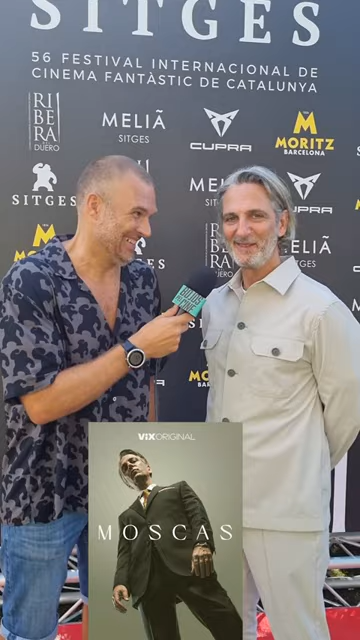 SITGES
56 FESTIVAL INTERNACIONAL DE
CINEMA FANTÀSTIC DE CATALUNYA
RIBERA
DUERO
MELIÃ
SITGES
CUPRA
MORITZ
BARCELONA
SITGES
MELIÃ
CUPRA
MELIÃ
SITGES
CUPRA
VIX ORIGINAL
MOSCAS